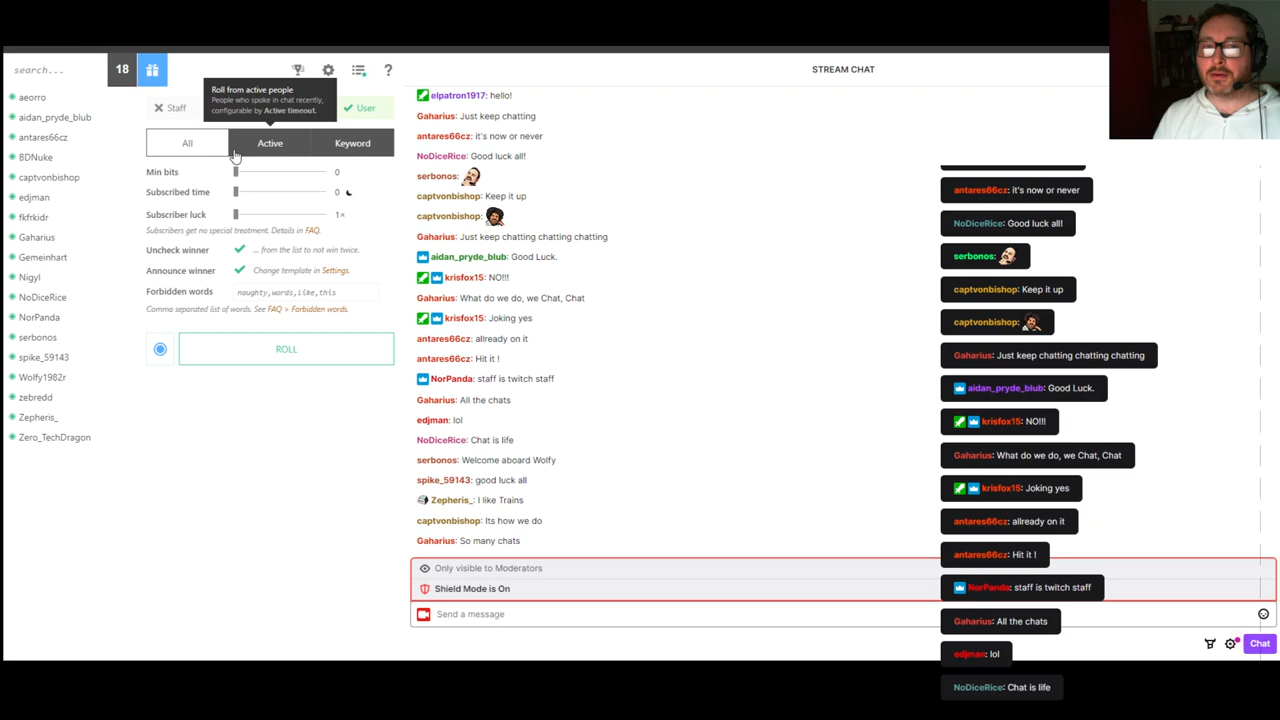 search...
18
Roll from active people
People who spoke in chat recently,
configurable by Active timeout.
Staff
User
All
Active
Keyword
Min bits
0
Subscribed time
0
Subscriber luck
1×
Subscribers get no special treatment. Details in FAQ.
Uncheck winner
... from the list to not win twice.
Announce winner
Change template in Settings.
Forbidden words
naughty,words,like,this
Comma separated list of words. See FAQ > Forbidden words.
ROLL
aeorro
aidan_pryde_blub
antares66cz
BDNuke
captvonbishop
edjman
fkfrkidr
Gaharius
Gemeinhart
Nigyl
NoDiceRice
NorPanda
serbonos
spike_59143
Wolfy1982r
zebredd
Zepheris_
Zero_TechDragon
STREAM CHAT
elpatron1917: hello!
Gaharius: Just keep chatting
antares66cz: it's now or never
NoDiceRice: Good luck all!
serbonos:
captvonbishop: Keep it up
captvonbishop:
Gaharius: Just keep chatting chatting chatting
aidan_pryde_blub: Good Luck.
krisfox15: NO!!!
Gaharius: What do we do, we Chat, Chat
krisfox15: Joking yes
antares66cz: allready on it
antares66cz: Hit it !
NorPanda: staff is twitch staff
Gaharius: All the chats
edjman: lol
NoDiceRice: Chat is life
serbonos: Welcome aboard Wolfy
spike_59143: good luck all
Zepheris_: I like Trains
captvonbishop: Its how we do
Gaharius: So many chats
Only visible to Moderators
Shield Mode is On
Send a message
Chat
antares66cz: it's now or never
NoDiceRice: Good luck all!
serbonos:
captvonbishop: Keep it up
captvonbishop:
Gaharius: Just keep chatting chatting chatting
aidan_pryde_blub: Good Luck.
krisfox15: NO!!!
Gaharius: What do we do, we Chat, Chat
krisfox15: Joking yes
antares66cz: allready on it
antares66cz: Hit it !
NorPanda: staff is twitch staff
Gaharius: All the chats
edjman: lol
NoDiceRice: Chat is life